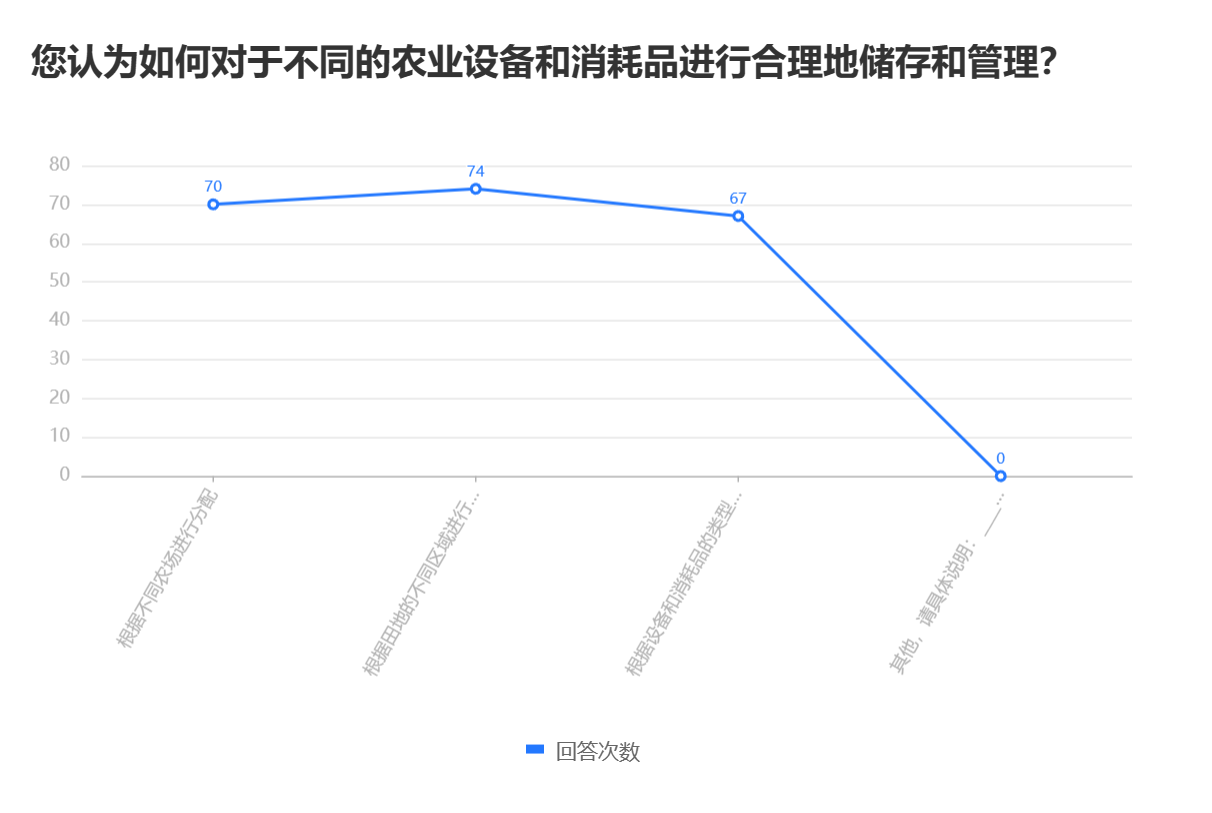 您认为如何对于不同的农业设备和消耗品进行合理地储存和管理?
80
70
60
50
40
30
20
10
0
70
74
67
0
根据不同农场进行分配
根据田地的不同区域进行...
根据设备和消耗品的类型...
其他，请具体说明：___...
回答次数